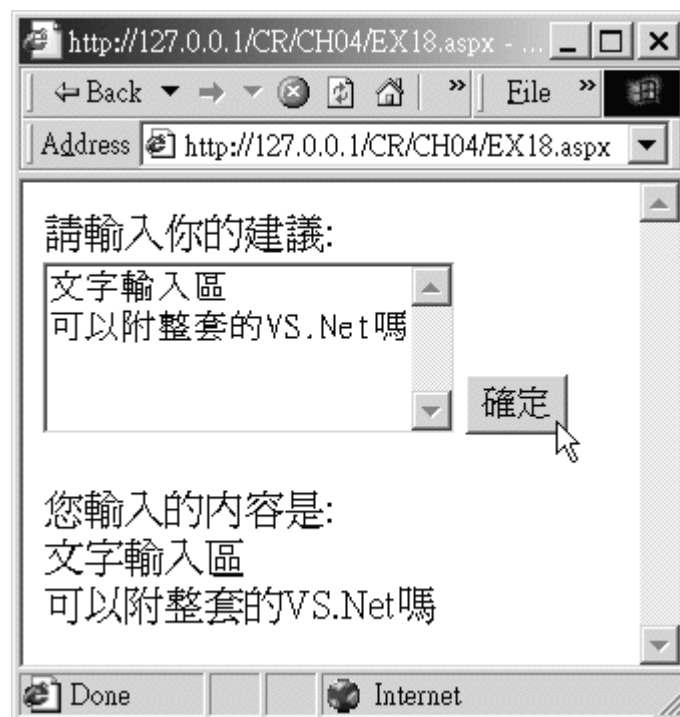 http://127.0.0.1/CR/CH04/EX18.aspx - ...
Back » File »
Address http://127.0.0.1/CR/CH04/EX18.aspx
請輸入你的建議:
文字輸入區
可以附整套的VS.Net嗎
確定
您輸入的內容是:
文字輸入區
可以附整套的VS.Net嗎
Done Internet